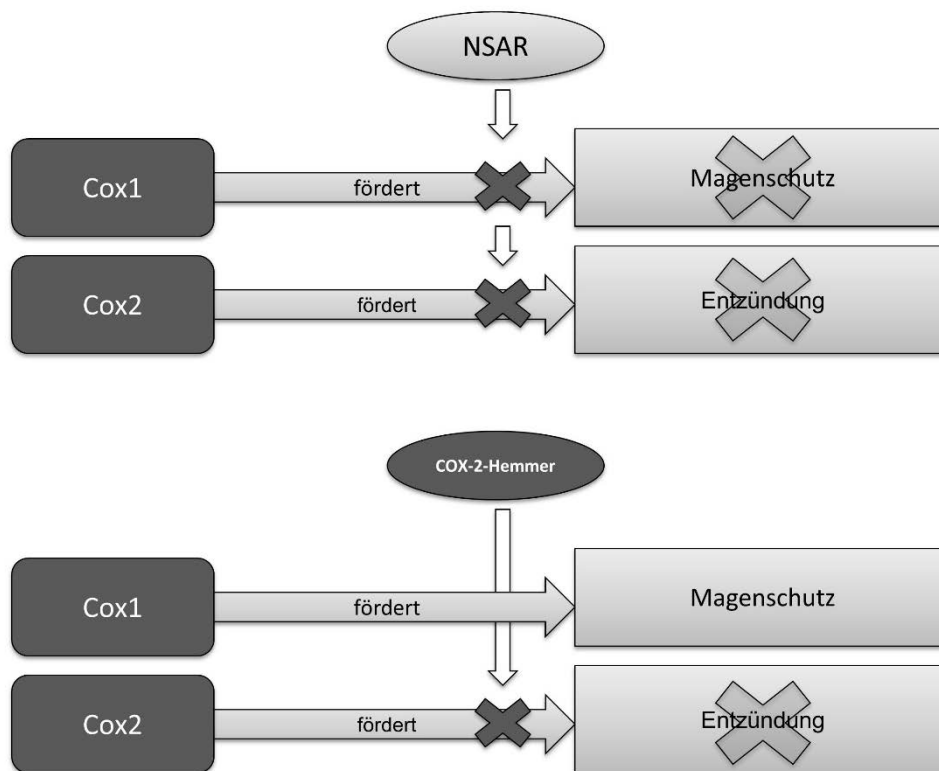 NSAR
Cox1
fördert
Magenschutz
Cox2
fördert
Entzündung
COX-2-Hemmer
Cox1
fördert
Magenschutz
Cox2
fördert
Entzündung